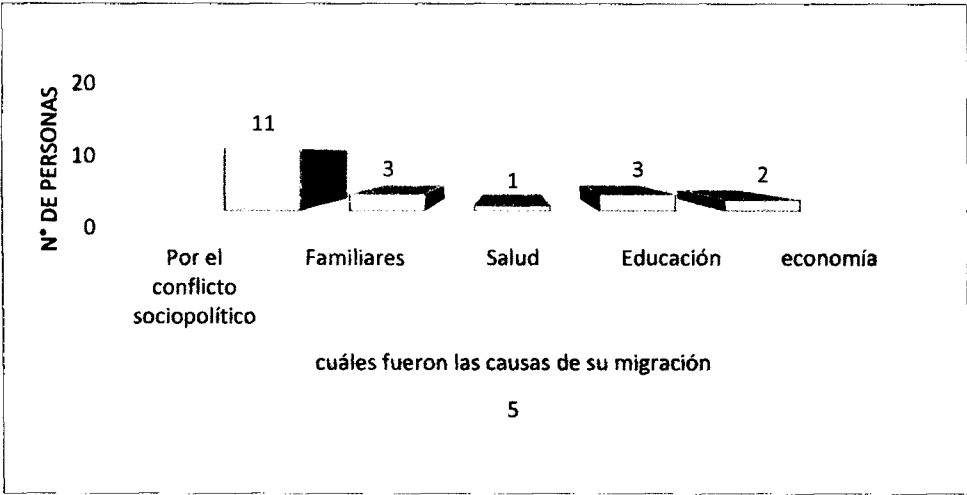 N° DE PERSONAS
20
10
0
11
3
1
3
2
Por el
conflicto
sociopolítico
Familiares
Salud
Educación
economía
cuáles fueron las causas de su migración
5